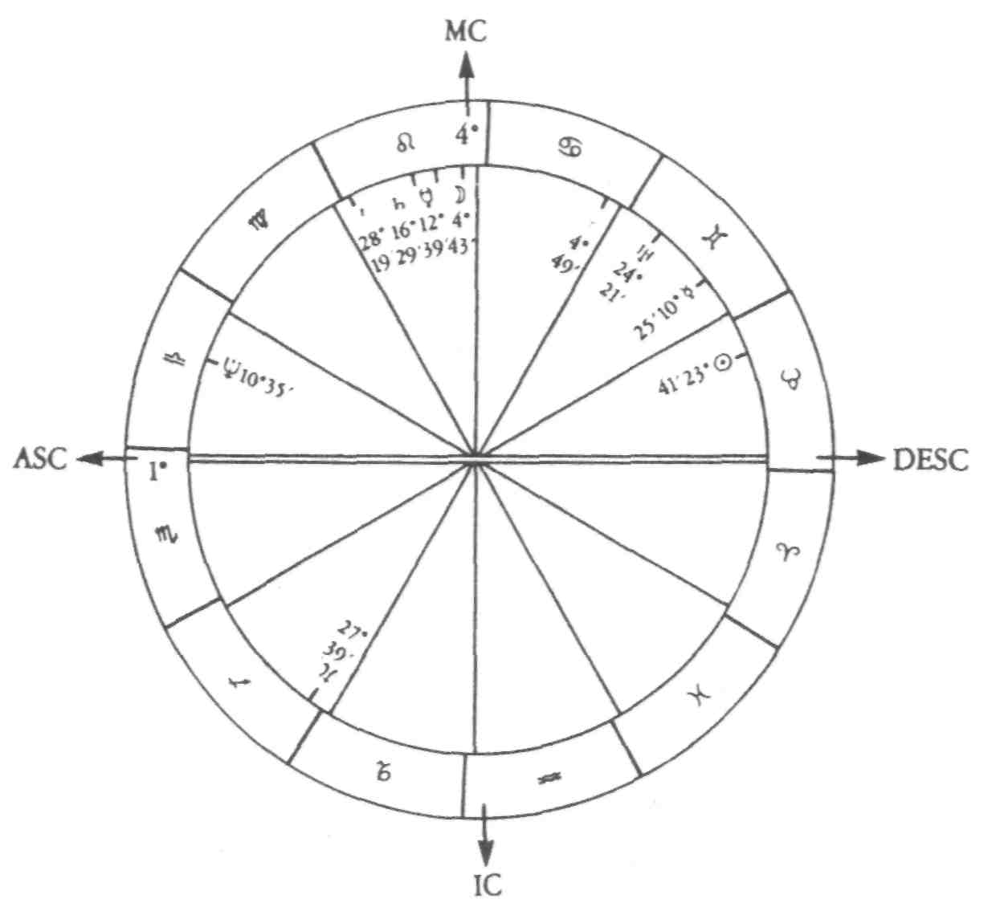 MC
♌ 4° ♋
♄ ☿ ☽
28° 16° 12° 4°
19′ 29′ 39′ 43′
♍
4°
49′
♅
24°
21′
♊
25′ 10° ☿
41′ 23° ☉
♉
♎
♆ 10° 35′
ASC
1°
DESC
♏
♈
27°
39′
♃
♐
♓
♑
♒
IC